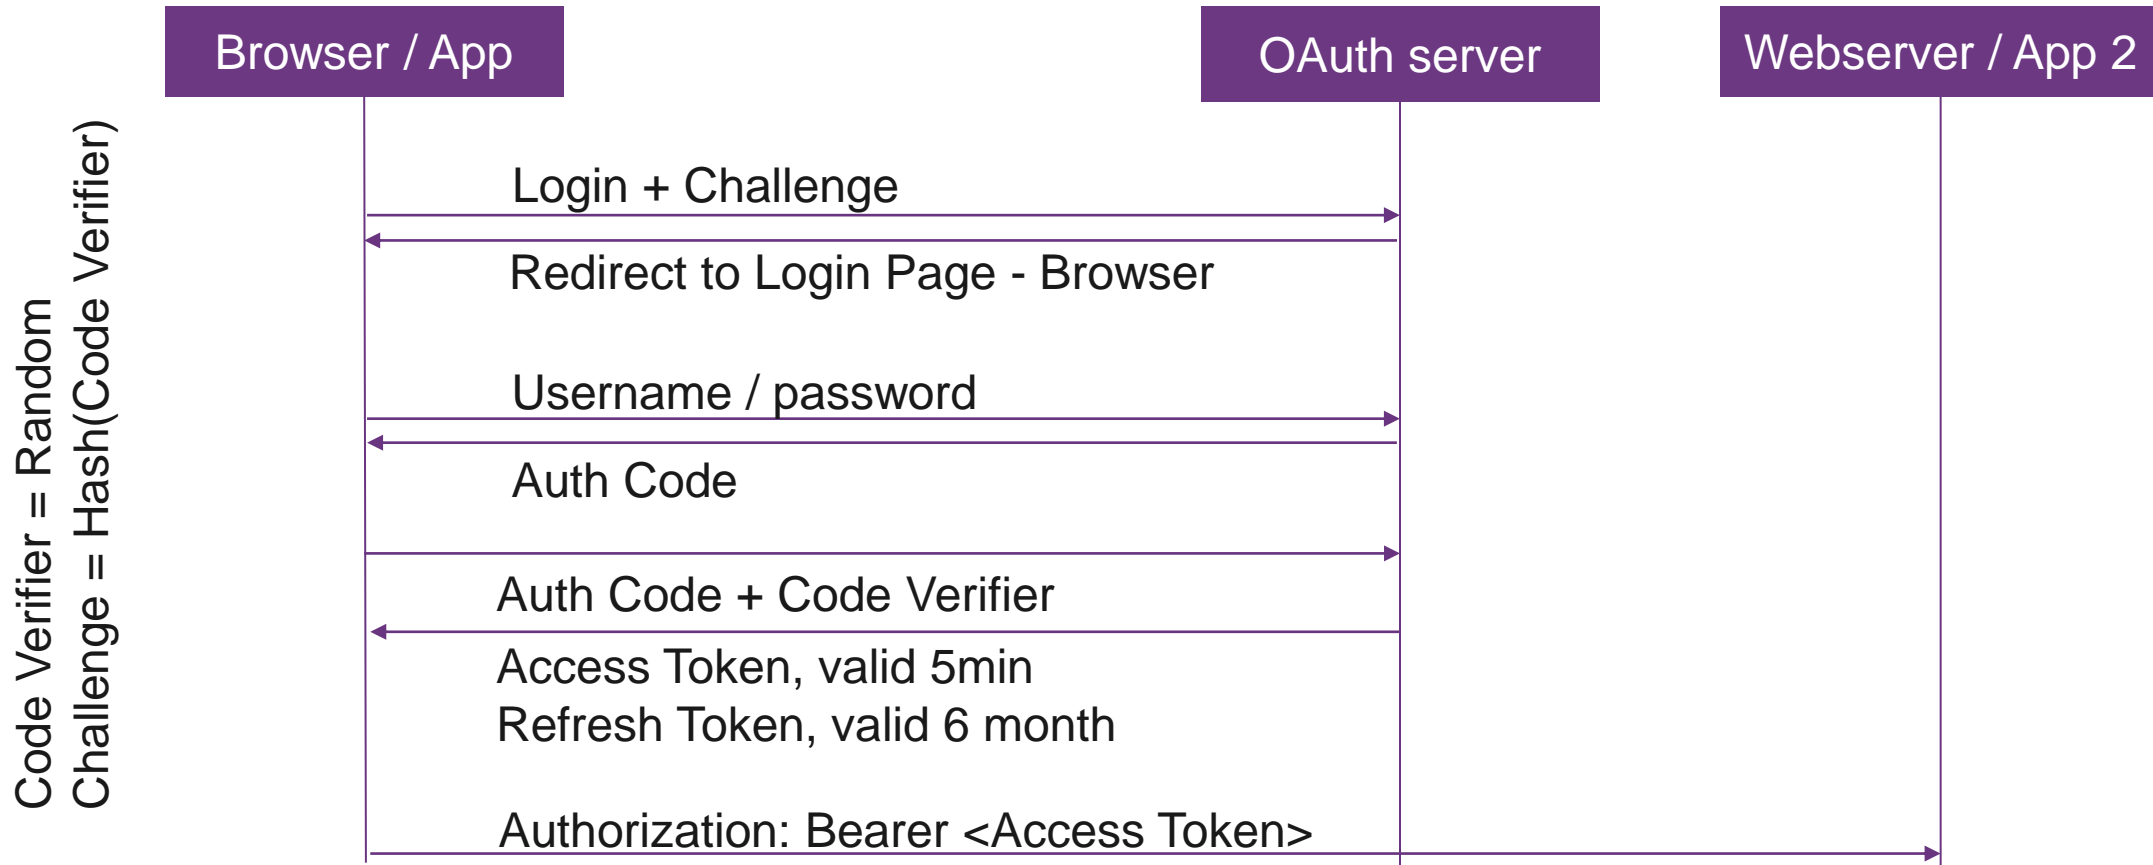 Browser / App
OAuth server
Webserver / App 2
Code Verifier = Random
Challenge = Hash(Code Verifier)
Login + Challenge
Redirect to Login Page - Browser
Username / password
Auth Code
Auth Code + Code Verifier
Access Token, valid 5min
Refresh Token, valid 6 month
Authorization: Bearer <Access Token>